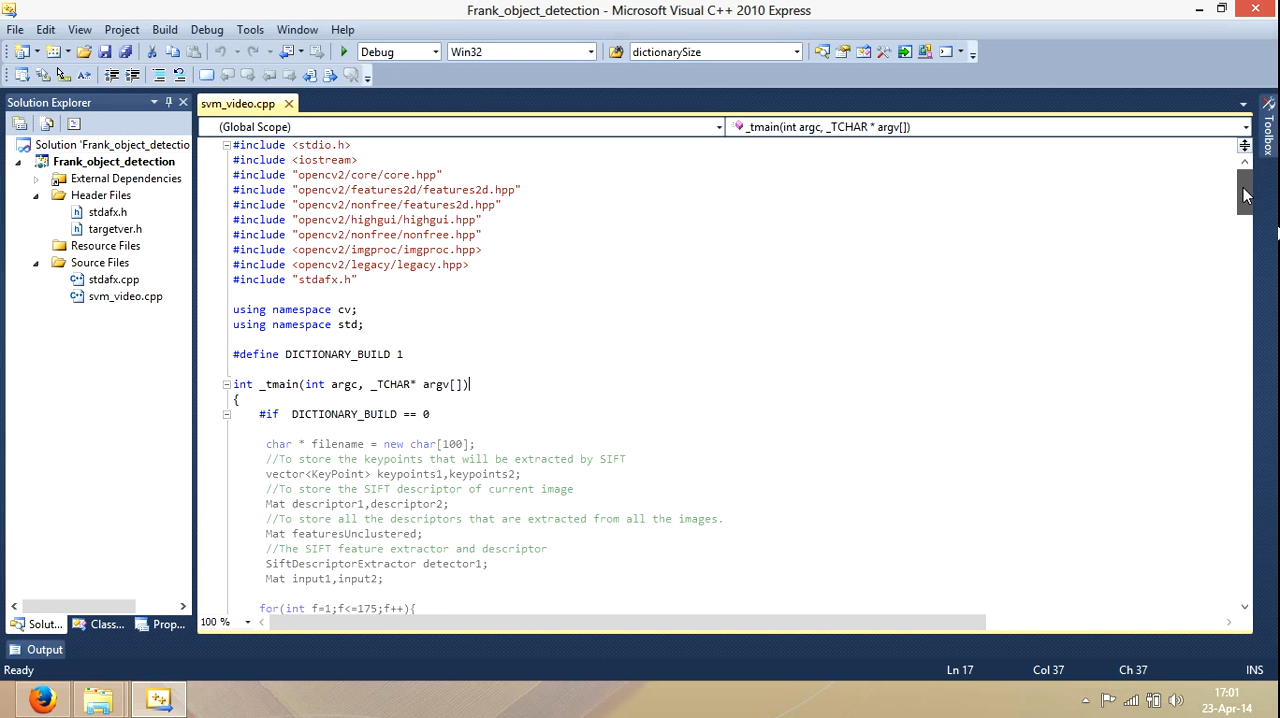 Frank_object_detection - Microsoft Visual C++ 2010 Express
File Edit View Project Build Debug Tools Window Help
Debug Win32 dictionarySize
Solution Explorer
svm_video.cpp
(Global Scope) _tmain(int argc, _TCHAR * argv[])
Solution 'Frank_object_detectio
Frank_object_detection
External Dependencies
Header Files
stdafx.h
targetver.h
Resource Files
Source Files
stdafx.cpp
svm_video.cpp
#include <stdio.h>
#include <iostream>
#include "opencv2/core/core.hpp"
#include "opencv2/features2d/features2d.hpp"
#include "opencv2/nonfree/features2d.hpp"
#include "opencv2/highgui/highgui.hpp"
#include "opencv2/nonfree/nonfree.hpp"
#include <opencv2/imgproc/imgproc.hpp>
#include <opencv2/legacy/legacy.hpp>
#include "stdafx.h"
using namespace cv;
using namespace std;
#define DICTIONARY_BUILD 1
int _tmain(int argc, _TCHAR* argv[])
{
#if DICTIONARY_BUILD == 0
char * filename = new char[100];
//To store the keypoints that will be extracted by SIFT
vector<KeyPoint> keypoints1,keypoints2;
//To store the SIFT descriptor of current image
Mat descriptor1,descriptor2;
//To store all the descriptors that are extracted from all the images.
Mat featuresUnclustered;
//The SIFT feature extractor and descriptor
SiftDescriptorExtractor detector1;
Mat input1,input2;
for(int f=1;f<=175;f++){
100 %
Solut... Class... Prop...
Toolbox
Output
Ready Ln 17 Col 37 Ch 37 INS
17:01
23-Apr-14